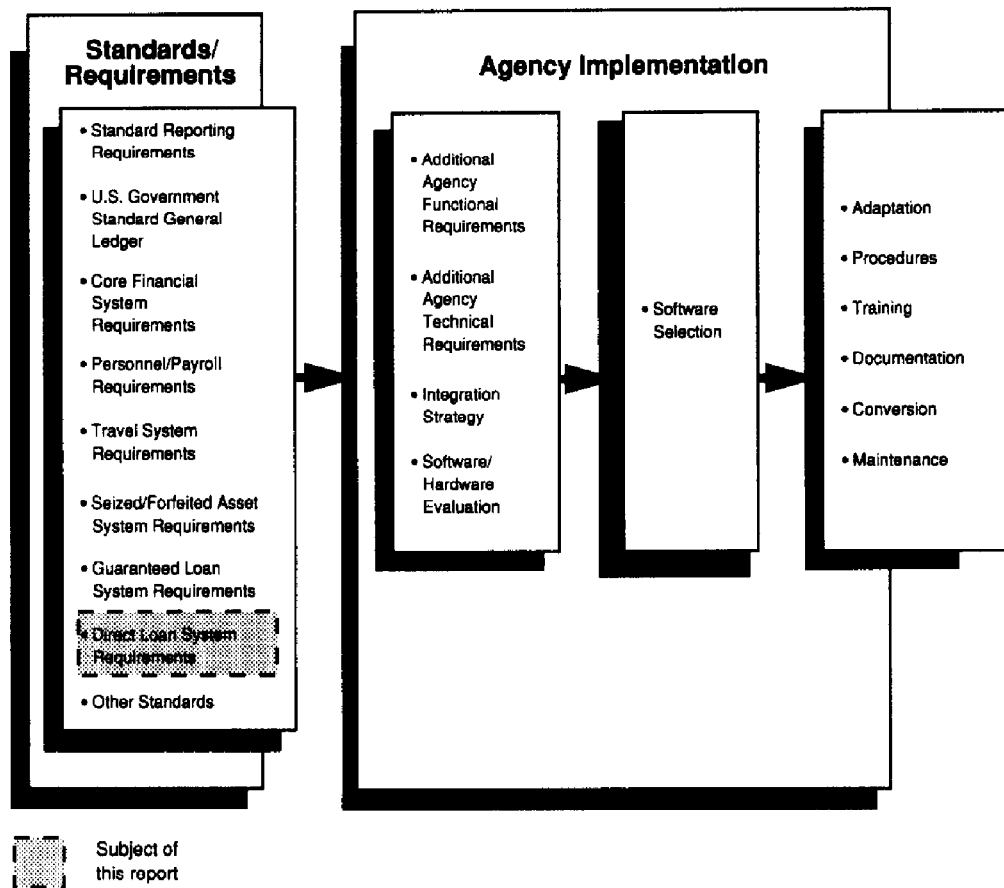 Standards/
Requirements
• Standard Reporting
Requirements
• U.S. Government
Standard General
Ledger
• Core Financial
System
Requirements
• Personnel/Payroll
Requirements
• Travel System
Requirements
• Seized/Forfeited Asset
System Requirements
• Guaranteed Loan
System Requirements
• Direct Loan System
Requirements
• Other Standards
Agency Implementation
• Additional
Agency
Functional
Requirements
• Additional
Agency
Technical
Requirements
• Integration
Strategy
• Software/
Hardware
Evaluation
• Software
Selection
• Adaptation
• Procedures
• Training
• Documentation
• Conversion
• Maintenance
Subject of
this report